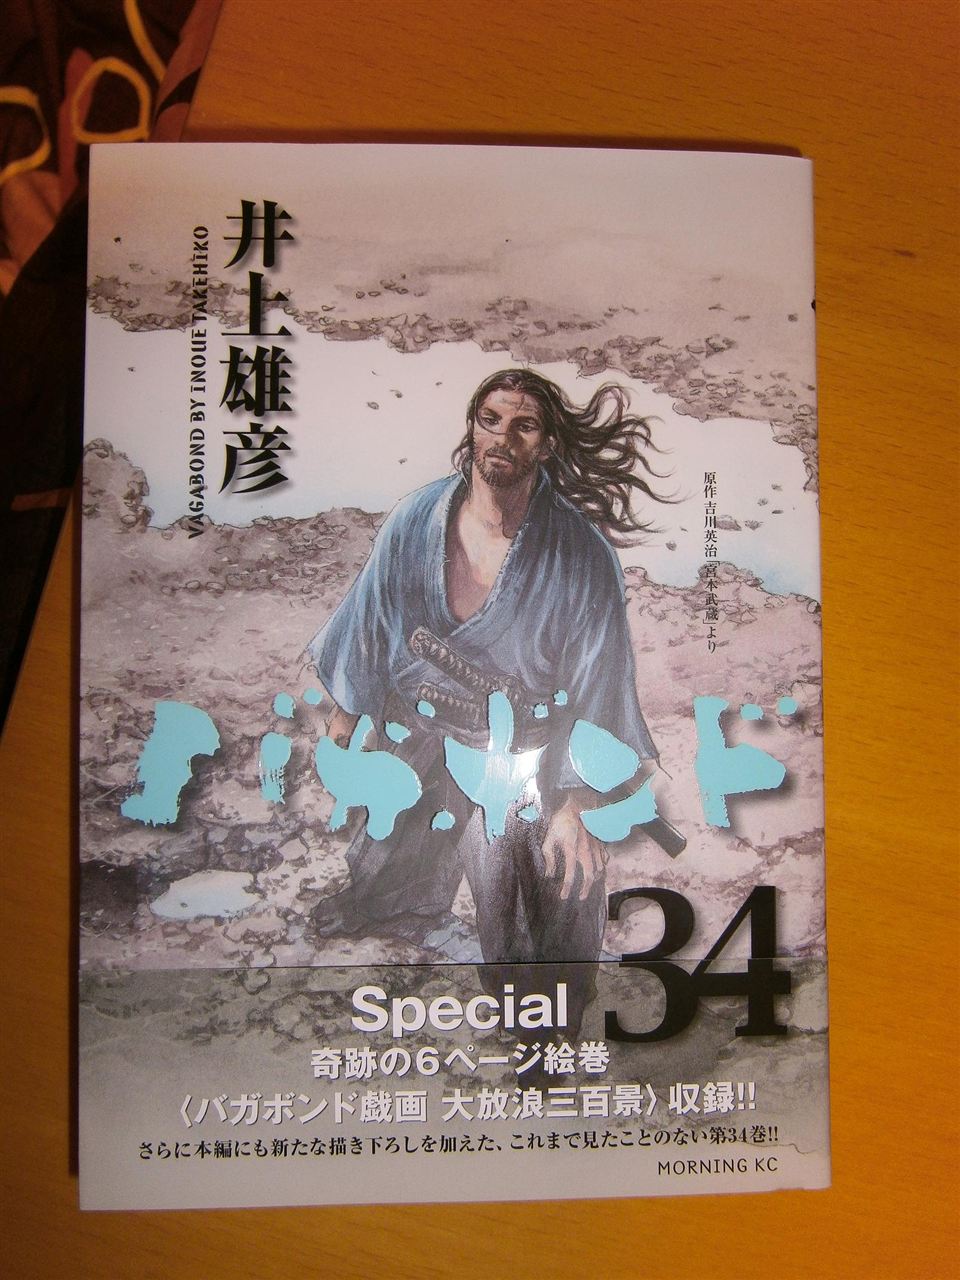 井上雄彦
VAGABOND BY INOUE TAKEHIKO
原作 吉川英治「宮本武蔵」より
バガボンド
34
Special
奇跡の6ページ絵巻
〈バガボンド戯画 大放浪三百景〉収録!!
さらに本編にも新たな描き下ろしを加えた、これまで見たことのない第34巻!!
MORNING KC